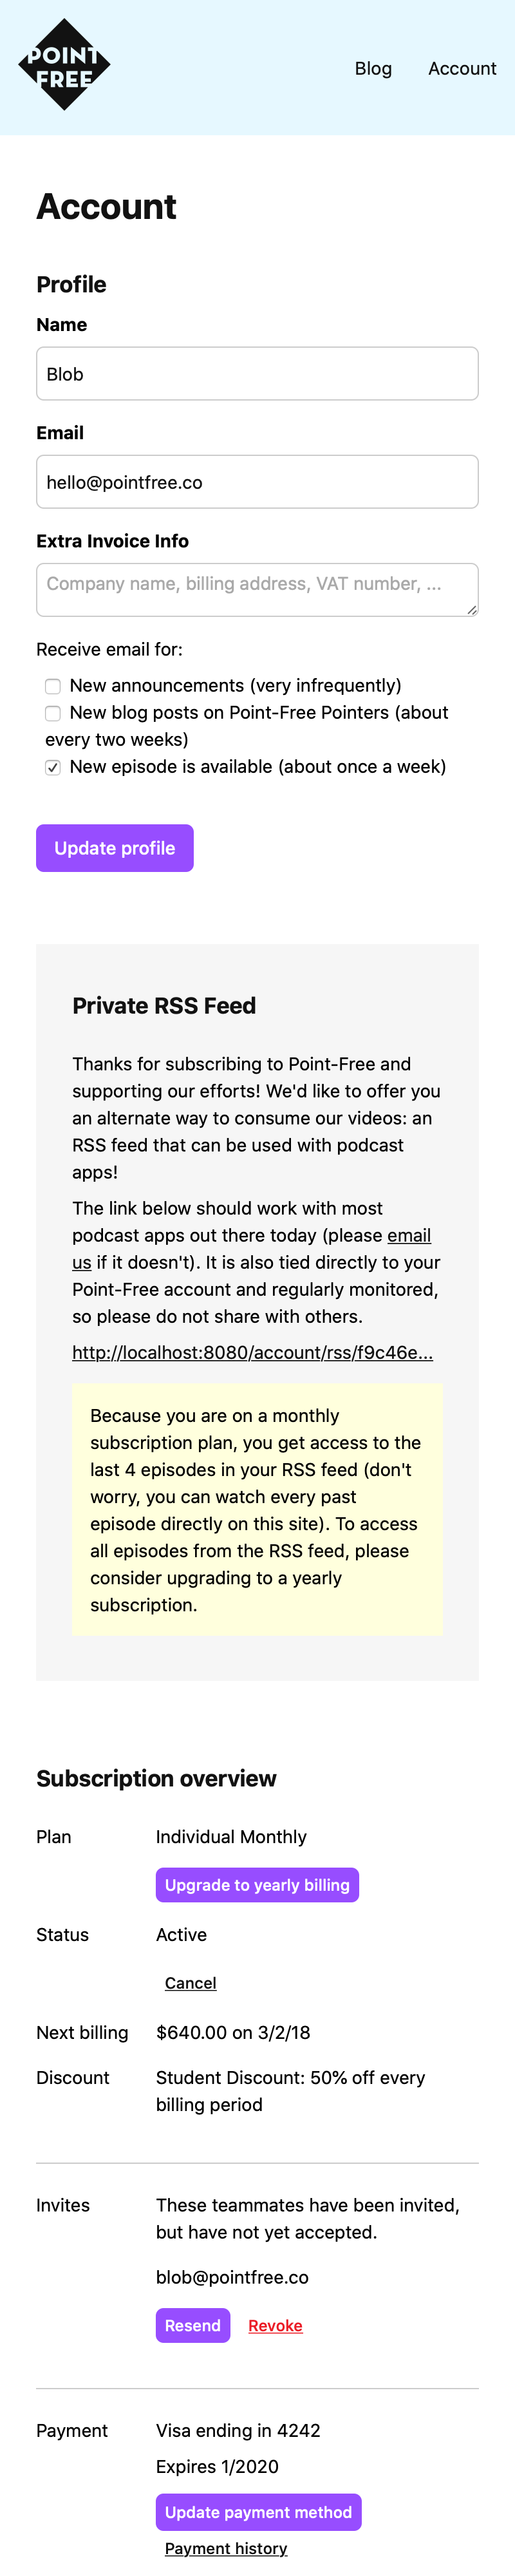 POINT
FREE
Blog
Account
Account
Profile
Name
Blob
Email
hello@pointfree.co
Extra Invoice Info
Company name, billing address, VAT number, ...
Receive email for:
New announcements (very infrequently)
New blog posts on Point-Free Pointers (about
every two weeks)
New episode is available (about once a week)
Update profile
Private RSS Feed
Thanks for subscribing to Point-Free and
supporting our efforts! We'd like to offer you
an alternate way to consume our videos: an
RSS feed that can be used with podcast
apps!
The link below should work with most
podcast apps out there today (please email
us if it doesn't). It is also tied directly to your
Point-Free account and regularly monitored,
so please do not share with others.
http://localhost:8080/account/rss/f9c46e...
Because you are on a monthly
subscription plan, you get access to the
last 4 episodes in your RSS feed (don't
worry, you can watch every past
episode directly on this site). To access
all episodes from the RSS feed, please
consider upgrading to a yearly
subscription.
Subscription overview
Plan
Individual Monthly
Upgrade to yearly billing
Status
Active
Cancel
Next billing
$640.00 on 3/2/18
Discount
Student Discount: 50% off every
billing period
Invites
These teammates have been invited,
but have not yet accepted.
blob@pointfree.co
Resend
Revoke
Payment
Visa ending in 4242
Expires 1/2020
Update payment method
Payment history